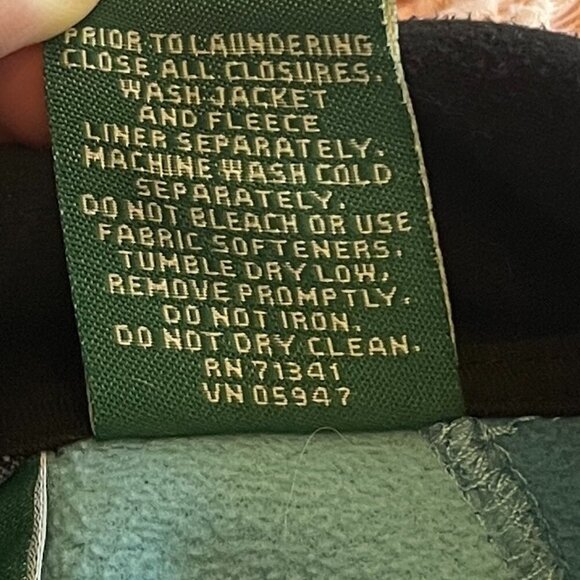 PRIOR TO LAUNDERING
CLOSE ALL CLOSURES.
WASH JACKET
AND FLEECE
LINER SEPARATELY.
MACHINE WASH COLD
SEPARATELY.
DO NOT BLEACH OR USE
FABRIC SOFTENERS.
TUMBLE DRY LOW.
REMOVE PROMPTLY.
DO NOT IRON.
DO NOT DRY CLEAN.
RN 71341
VN 05947